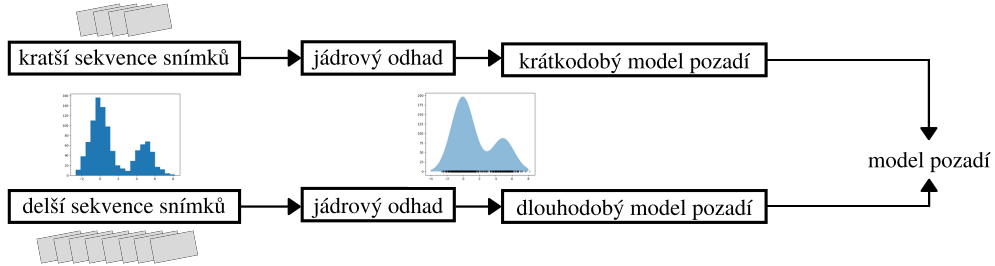 kratší sekvence snímků
jádrový odhad
krátkodobý model pozadí
model pozadí
delší sekvence snímků
jádrový odhad
dlouhodobý model pozadí